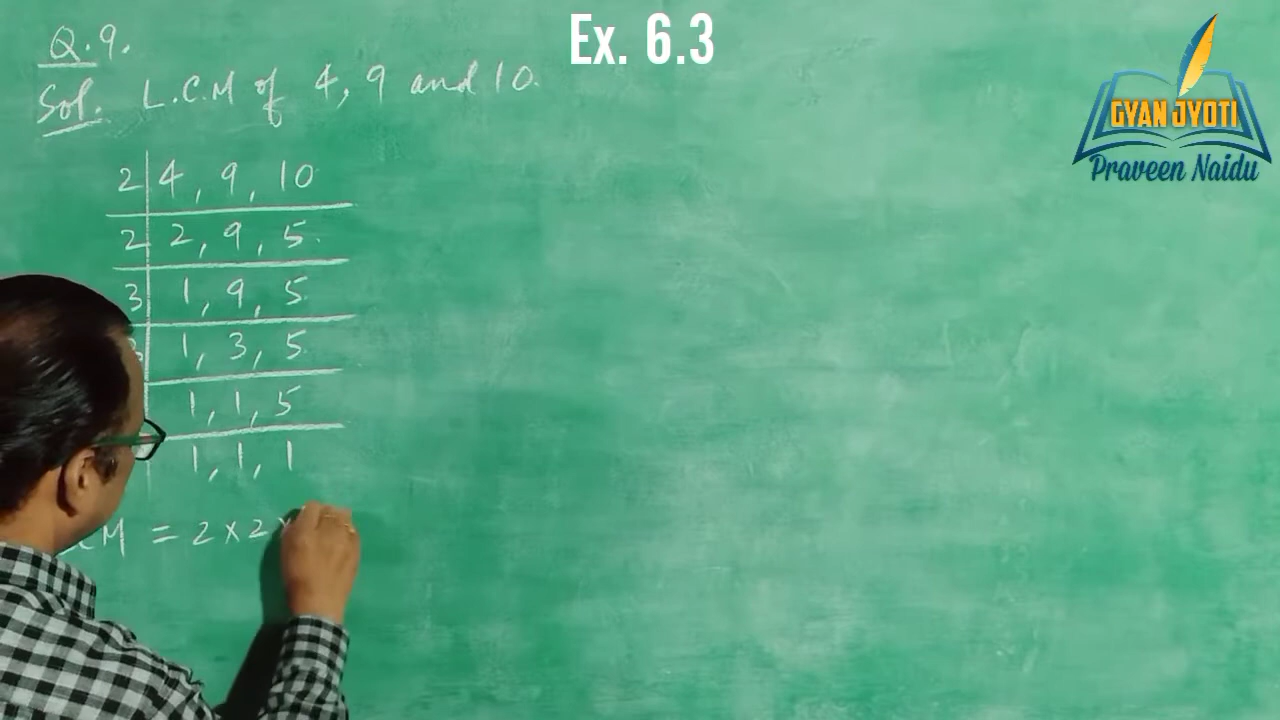 Ex. 6.3
GYAN JYOTI
Praveen Naidu
Q.9.
Sol. L.C.M of 4, 9 and 10.
2 | 4, 9, 10
2 | 2, 9, 5
3 | 1, 9, 5
3 | 1, 3, 5
1, 1, 5
1, 1, 1
M = 2×2×